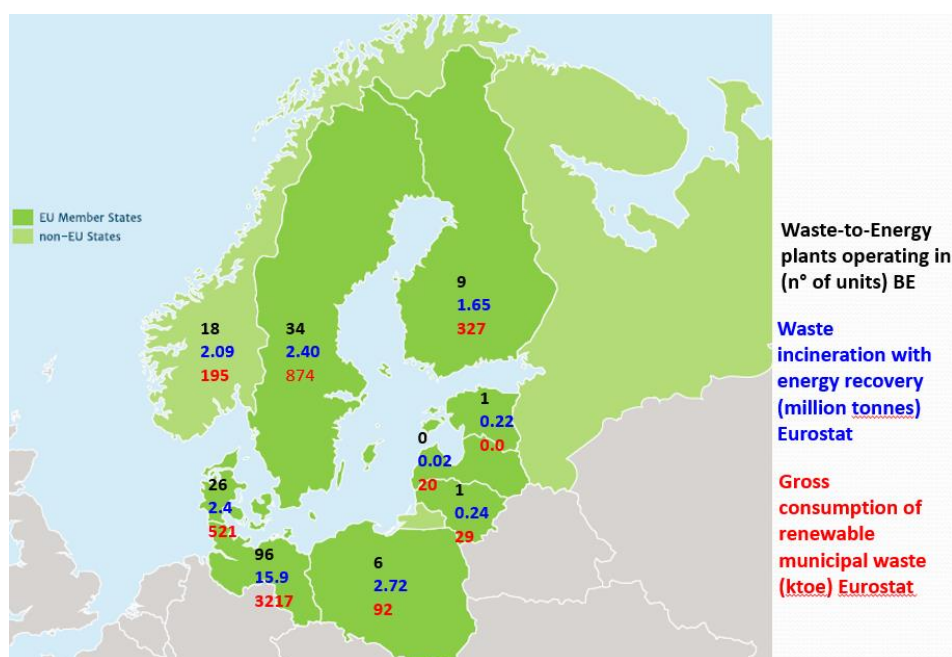 EU Member States
non-EU States
9
1.65
327
18
2.09
195
34
2.40
874
1
0.22
0.0
0
0.02
20
1
0.24
29
26
2.4
521
96
15.9
3217
6
2.72
92
Waste-to-Energy
plants operating in
(n° of units) BE
Waste
incineration with
energy recovery
(million tonnes)
Eurostat
Gross
consumption of
renewable
municipal waste
(ktoe) Eurostat